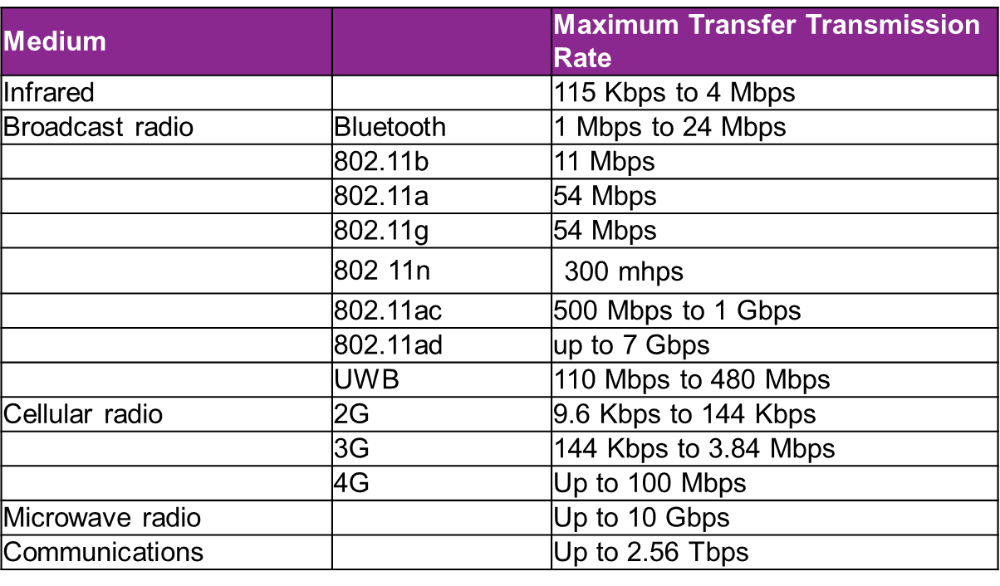 Medium Maximum Transfer Transmission
Rate
Infrared 115 Kbps to 4 Mbps
Broadcast radio Bluetooth 1 Mbps to 24 Mbps
802.11b 11 Mbps
802.11a 54 Mbps
802.11g 54 Mbps
802 11n 300 mhps
802.11ac 500 Mbps to 1 Gbps
802.11ad up to 7 Gbps
UWB 110 Mbps to 480 Mbps
Cellular radio 2G 9.6 Kbps to 144 Kbps
3G 144 Kbps to 3.84 Mbps
4G Up to 100 Mbps
Microwave radio Up to 10 Gbps
Communications Up to 2.56 Tbps